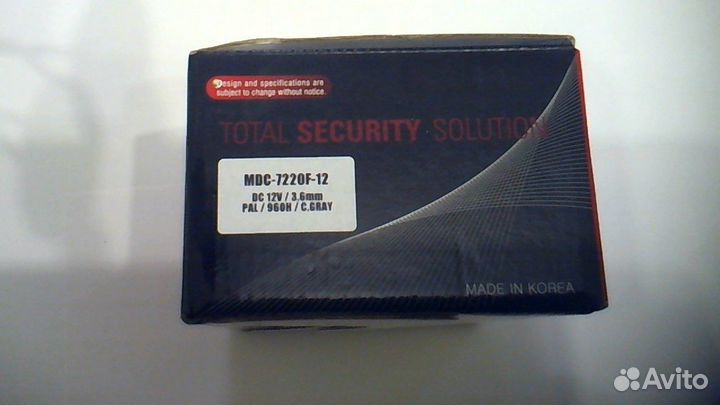 Design and specifications are
subject to change without notice.
TOTAL SECURITY SOLUTION
MDC-7220F-12
DC 12V / 3.6mm
PAL / 960H / C.GRAY
MADE IN KOREA
Avito